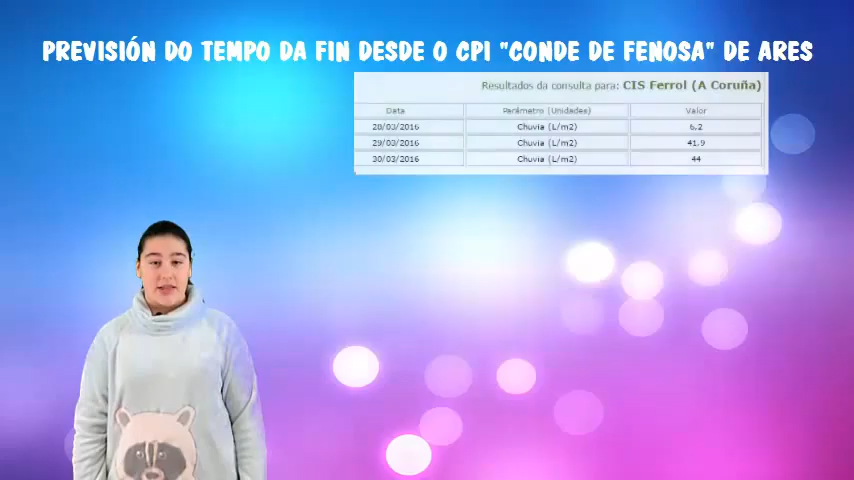 PREVISIÓN DO TEMPO DA FIN DESDE O CPI "CONDE DE FENOSA" DE ARES
Resultados da consulta para: CIS Ferrol (A Coruña)
Data Parámetro (Unidades) Valor
28/03/2016 Chuvia (L/m2) 6,2
29/03/2016 Chuvia (L/m2) 41,9
30/03/2016 Chuvia (L/m2) 44